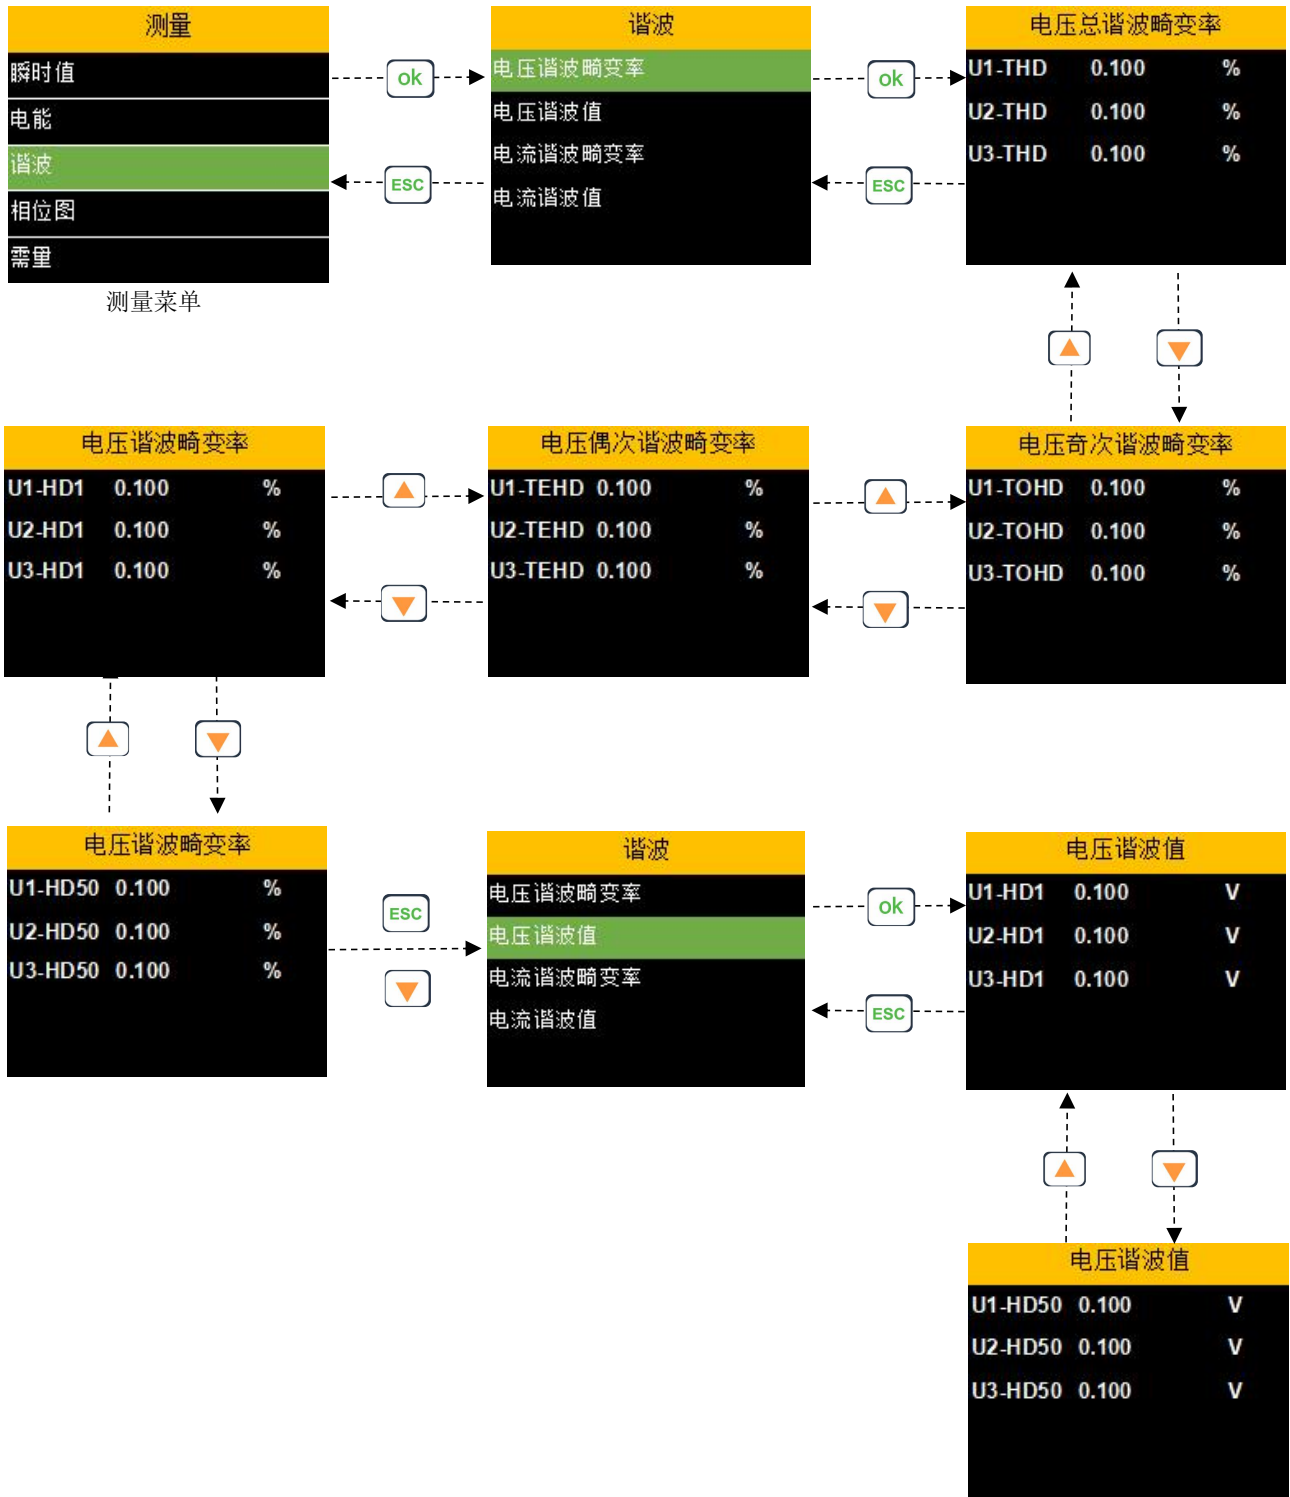 测量
瞬时值
电能
谐波
相位图
需量
测量菜单
ok
ESC
谐波
电压谐波畸变率
电压谐波值
电流谐波畸变率
电流谐波值
ok
ESC
电压总谐波畸变率
U1-THD 0.100 %
U2-THD 0.100 %
U3-THD 0.100 %
电压谐波畸变率
U1-HD1 0.100 %
U2-HD1 0.100 %
U3-HD1 0.100 %
电压偶次谐波畸变率
U1-TEHD 0.100 %
U2-TEHD 0.100 %
U3-TEHD 0.100 %
电压奇次谐波畸变率
U1-TOHD 0.100 %
U2-TOHD 0.100 %
U3-TOHD 0.100 %
电压谐波畸变率
U1-HD50 0.100 %
U2-HD50 0.100 %
U3-HD50 0.100 %
ESC
谐波
电压谐波畸变率
电压谐波值
电流谐波畸变率
电流谐波值
ok
ESC
电压谐波值
U1-HD1 0.100 V
U2-HD1 0.100 V
U3-HD1 0.100 V
电压谐波值
U1-HD50 0.100 V
U2-HD50 0.100 V
U3-HD50 0.100 V